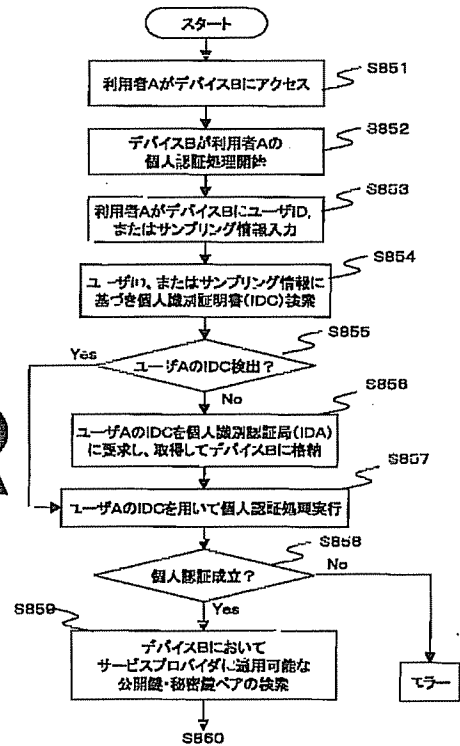 スタート
S851
利用者AがデバイスBにアクセス
S852
デバイスBが利用者Aの
個人認証処理開始
S853
利用者AがデバイスBにユーザID,
またはサンプリング情報入力
S854
ユーザID、またはサンプリング情報に
基づき個人識別証明書(IDC)検索
S855
ユーザAのIDC検出?
Yes
No
S856
ユーザAのIDCを個人識別認証局(IDA)
に要求し、取得してデバイスBに格納
S857
ユーザAのIDCを用いて個人認証処理実行
S858
個人認証成立?
No
Yes
S859
デバイスBにおいて
サービスプロバイダに適用可能な
公開鍵・秘密鍵ペアの検索
エラー
S860